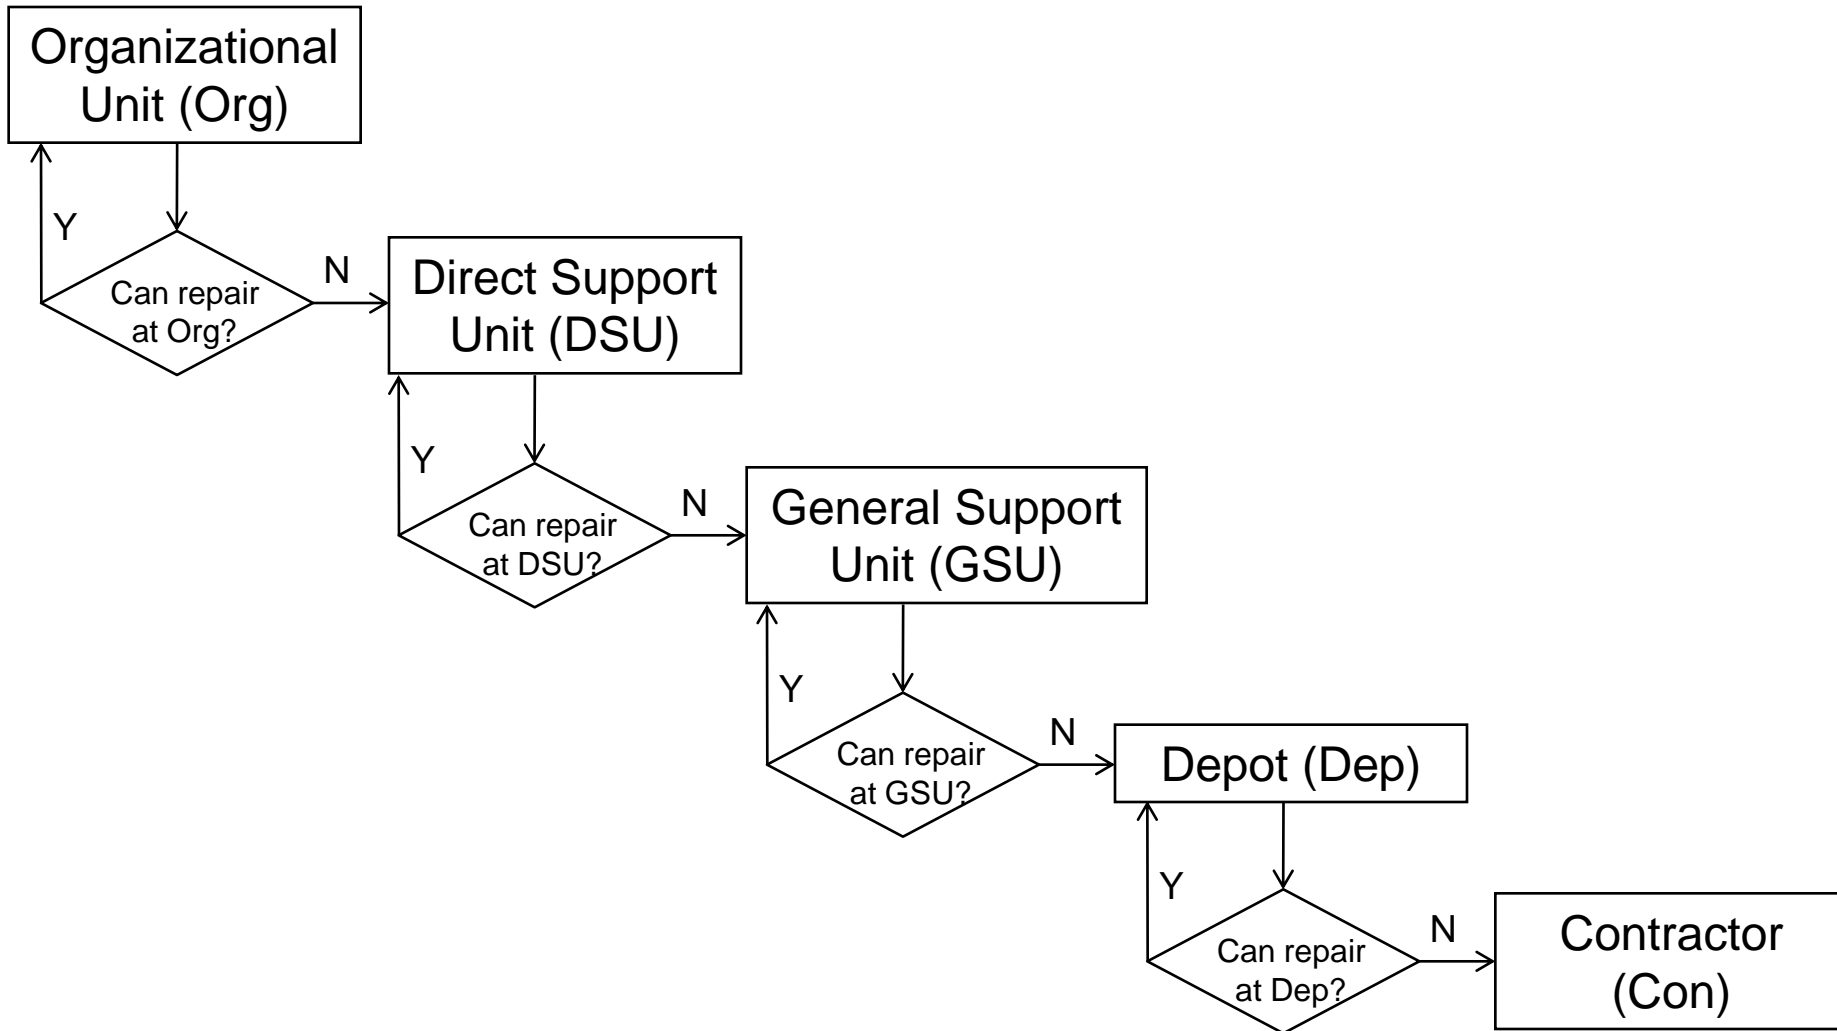 Organizational
Unit (Org)
Y
N
Can repair
at Org?
Direct Support
Unit (DSU)
Y
N
Can repair
at DSU?
General Support
Unit (GSU)
Y
N
Can repair
at GSU?
Depot (Dep)
Y
N
Can repair
at Dep?
Contractor
(Con)